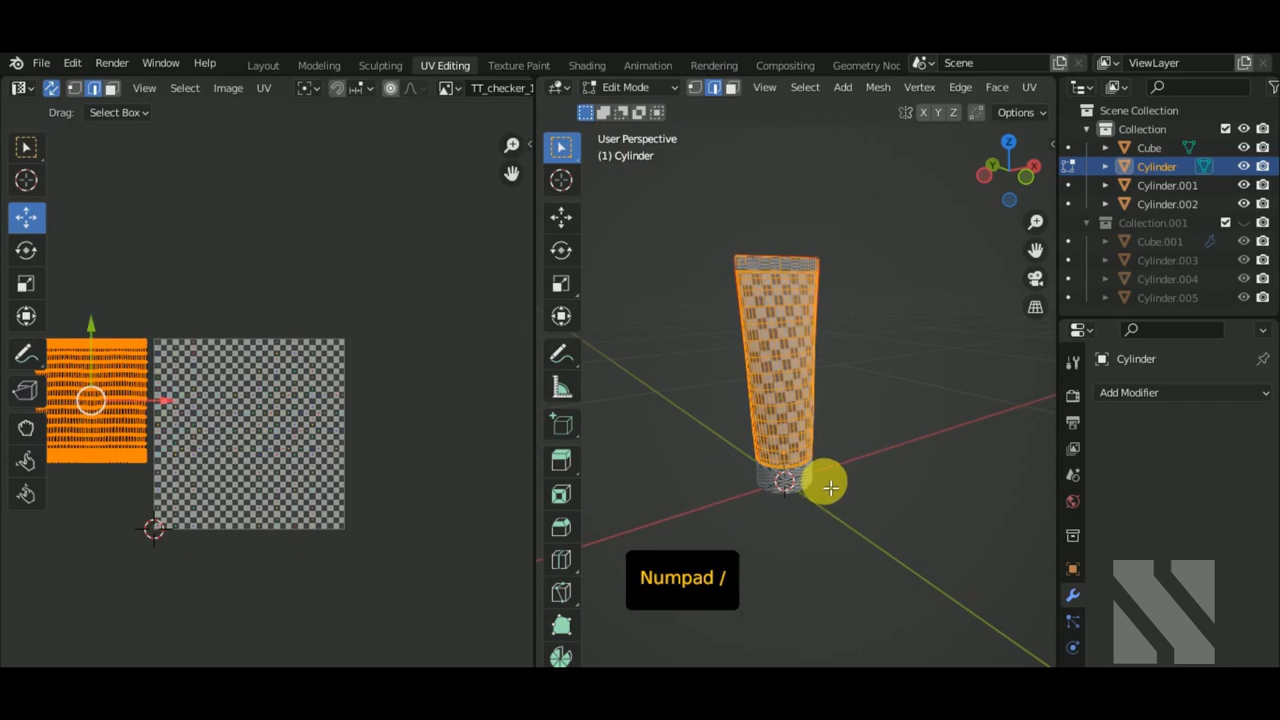 File Edit Render Window Help Layout Modeling Sculpting UV Editing Texture Paint Shading Animation Rendering Compositing Geometry Noc Scene ViewLayer
View Select Image UV TT_checker_1 Edit Mode View Select Add Mesh Vertex Edge Face UV
Drag: Select Box X Y Z Options
Scene Collection
Collection
Cube
Cylinder
Cylinder.001
Cylinder.002
Collection.001
Cube.001
Cylinder.003
Cylinder.004
Cylinder.005
User Perspective
(1) Cylinder
Z
Y
X
Cylinder
Add Modifier
Numpad /